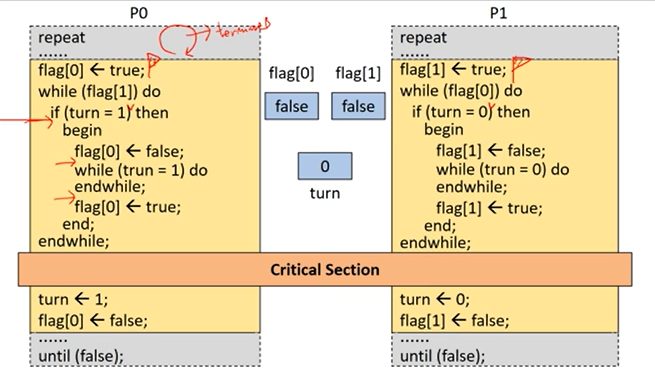 P0
repeat
......
flag[0] ← true;
while (flag[1]) do
if (turn = 1) then
begin
flag[0] ← false;
while (trun = 1) do
endwhile;
flag[0] ← true;
end;
endwhile;
flag[0]
flag[1]
false
false
0
turn
P1
repeat
......
flag[1] ← true;
while (flag[0]) do
if (turn = 0) then
begin
flag[1] ← false;
while (trun = 0) do
endwhile;
flag[1] ← true;
end;
endwhile;
Critical Section
turn ← 1;
flag[0] ← false;
......
until (false);
turn ← 0;
flag[1] ← false;
......
until (false);